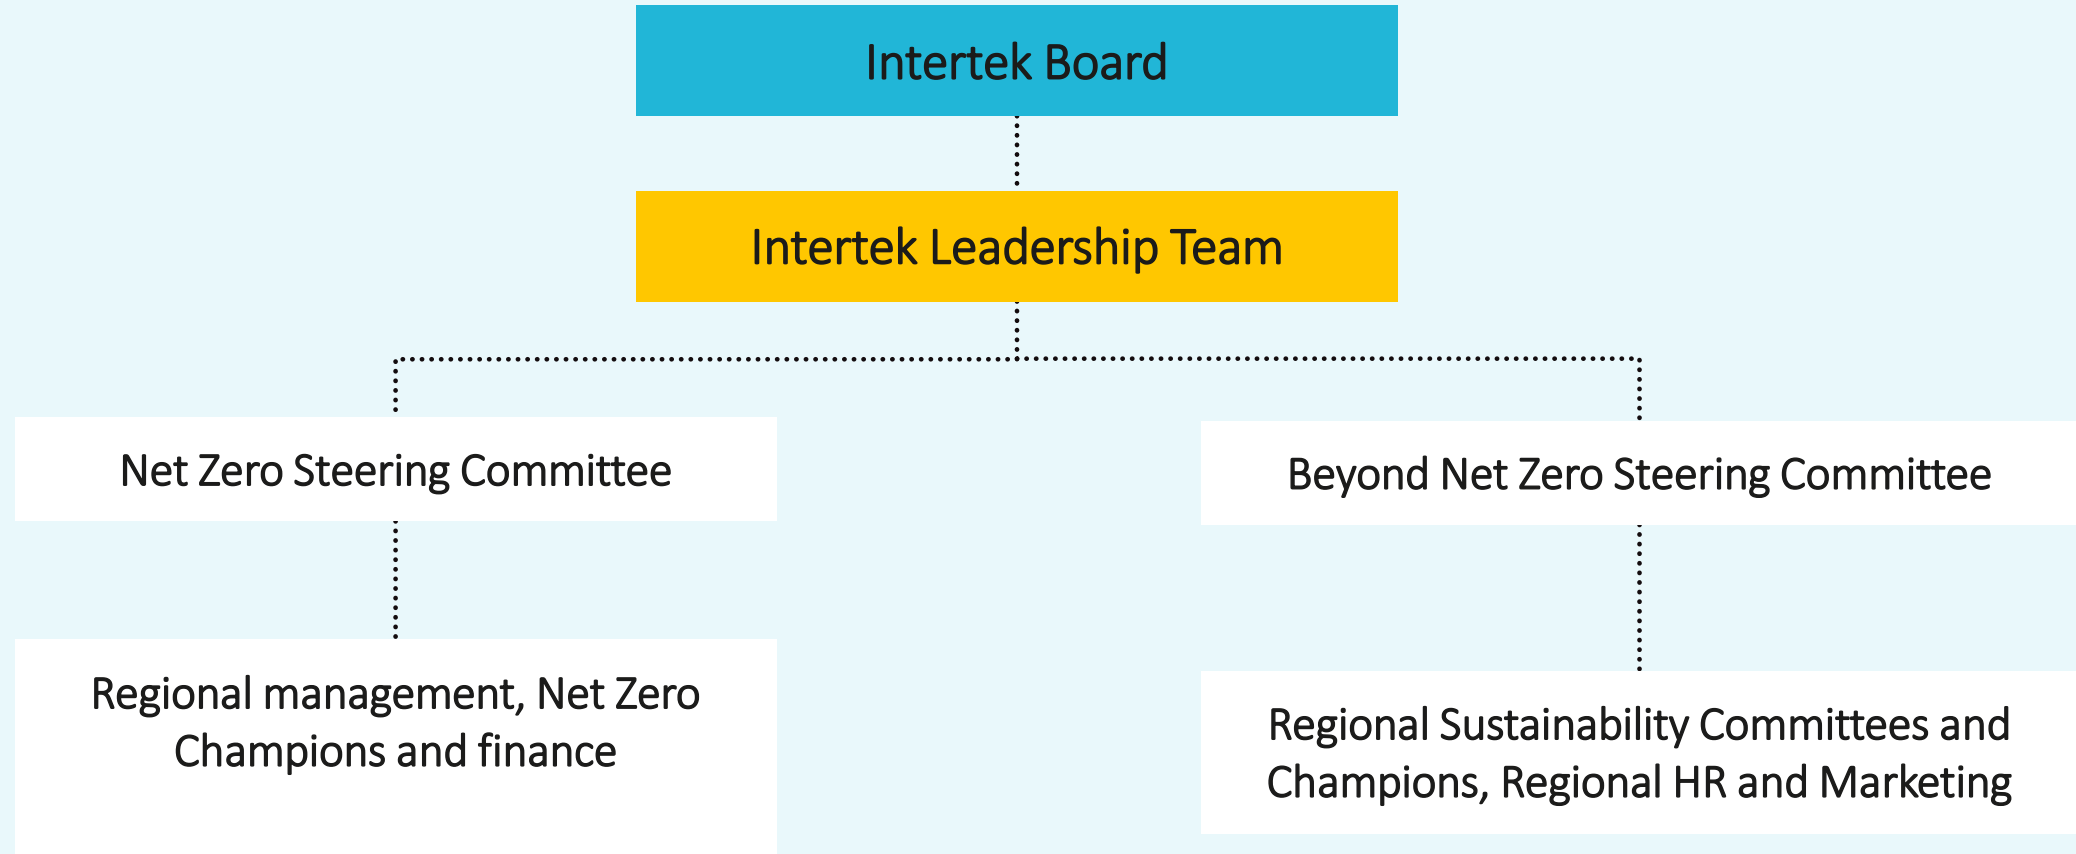 Intertek Board
Intertek Leadership Team
Net Zero Steering Committee
Beyond Net Zero Steering Committee
Regional management, Net Zero
Champions and finance
Regional Sustainability Committees and
Champions, Regional HR and Marketing